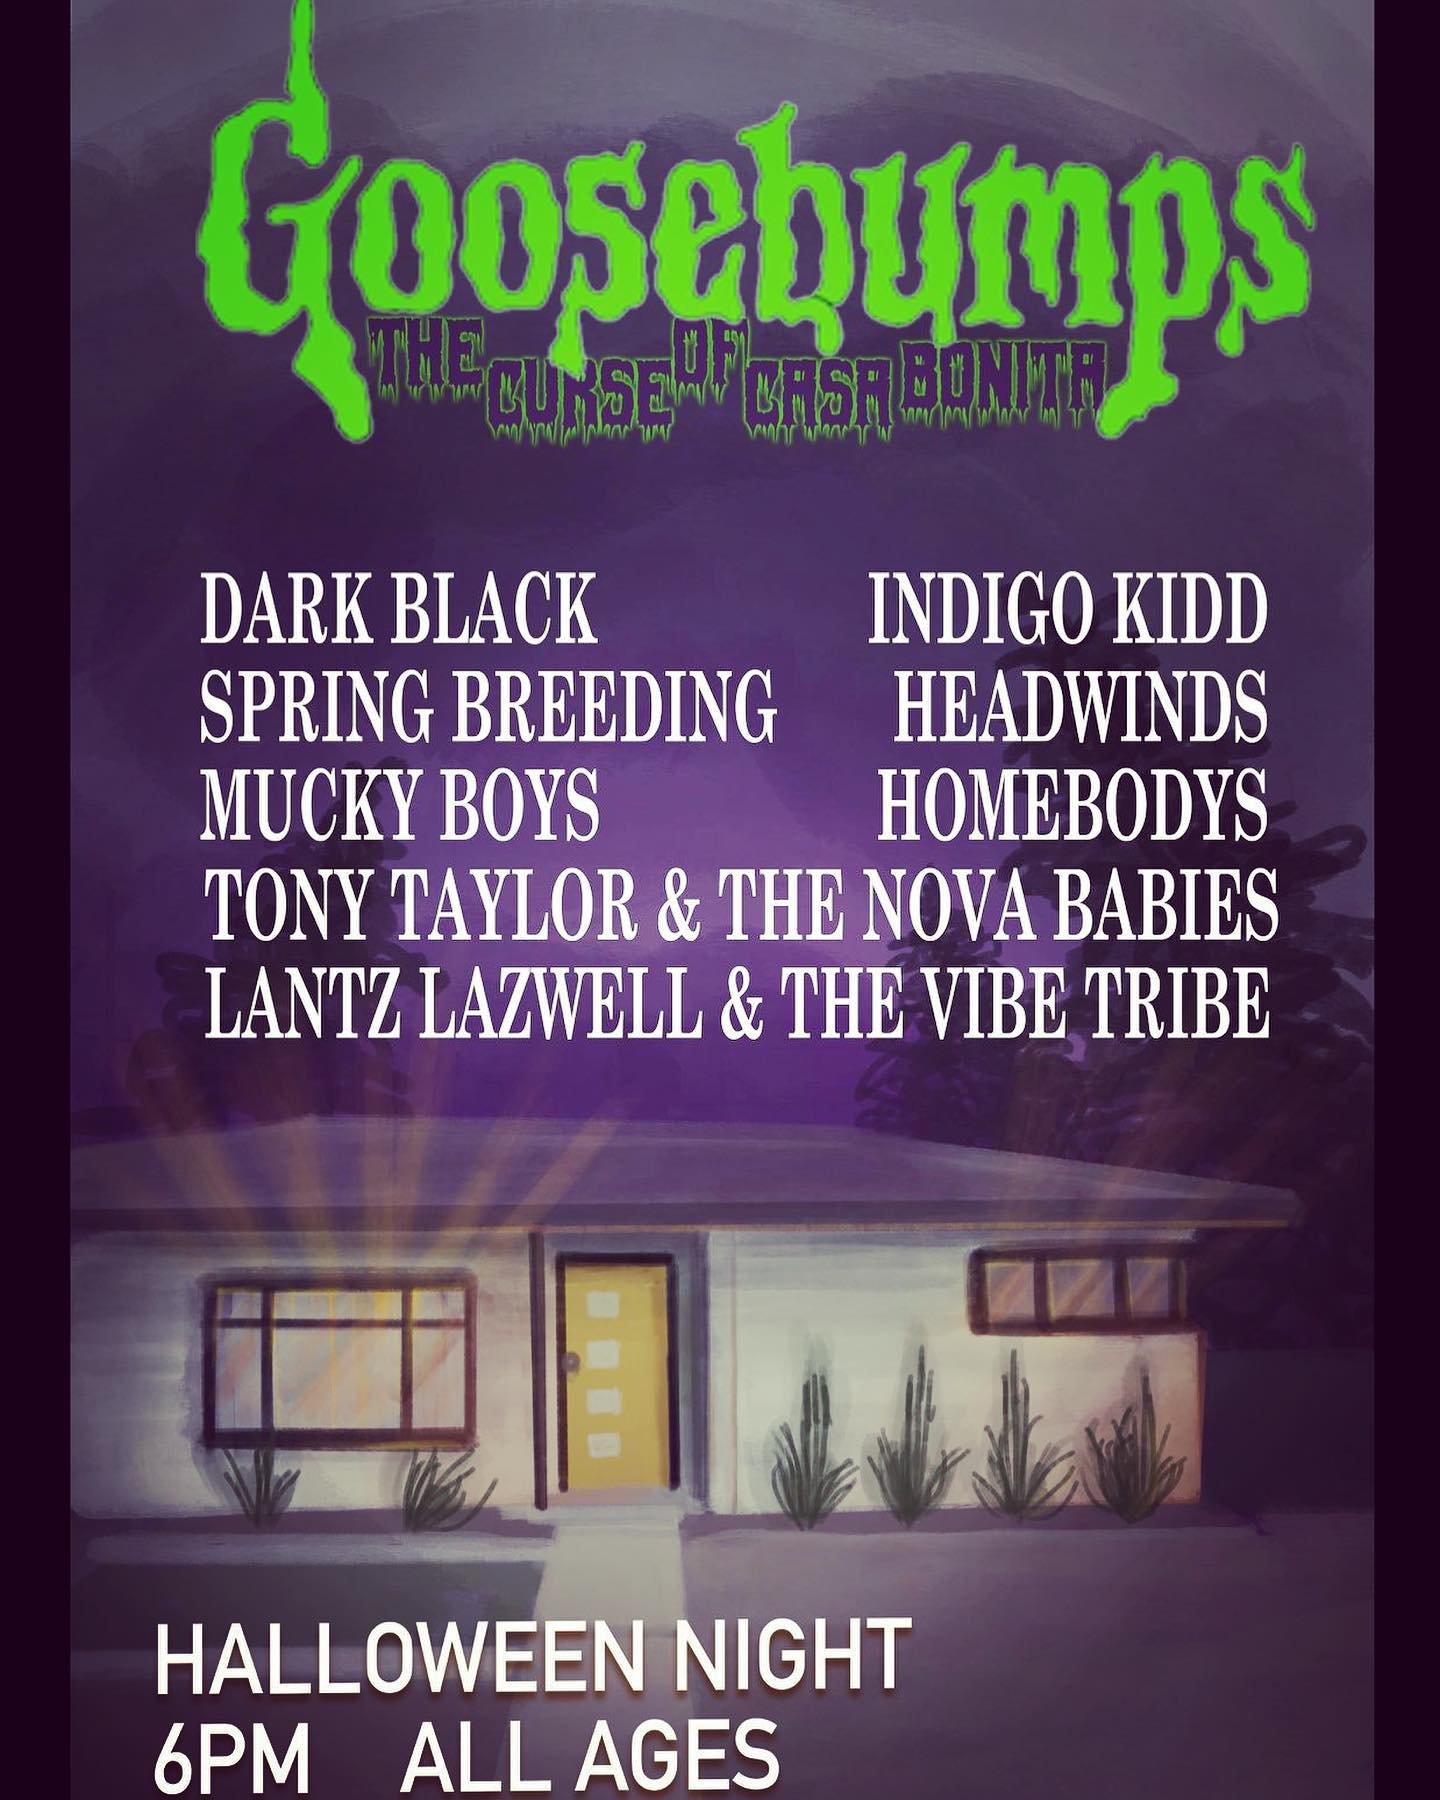 Goosebumps
THE CURSE OF CASA BONITA
DARK BLACK INDIGO KIDD
SPRING BREEDING HEADWINDS
MUCKY BOYS HOMEBODYS
TONY TAYLOR & THE NOVA BABIES
LANTZ LAZWELL & THE VIBE TRIBE
HALLOWEEN NIGHT
6PM ALL AGES